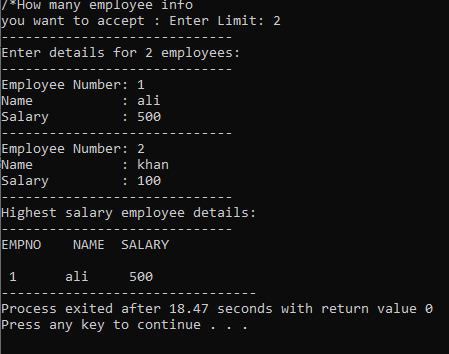 /*How many employee info
you want to accept : Enter Limit: 2
-----------------------------
Enter details for 2 employees:
-----------------------------
Employee Number: 1
Name           : ali
Salary         : 500
-----------------------------
Employee Number: 2
Name           : khan
Salary         : 100
-----------------------------
Highest salary employee details:
-----------------------------
EMPNO    NAME  SALARY
 1      ali     500
--------------------------------
Process exited after 18.47 seconds with return value 0
Press any key to continue . . .